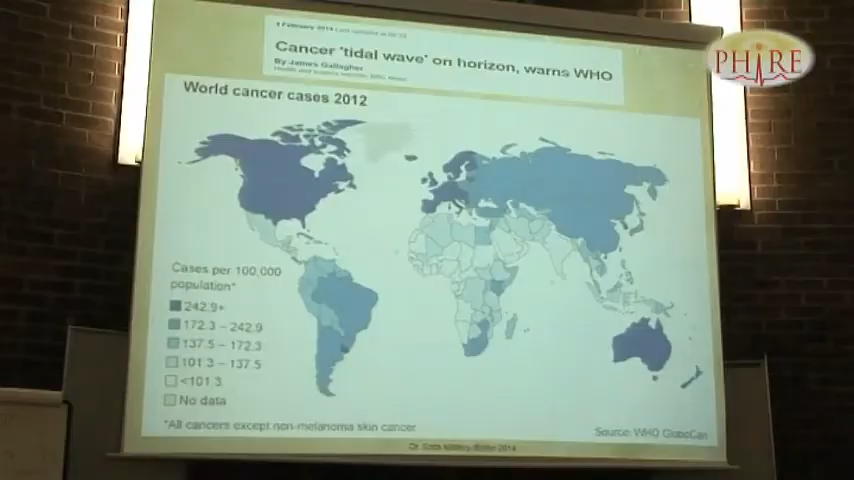 Cancer 'tidal wave' on horizon, warns WHO
By James Gallagher
World cancer cases 2012
Cases per 100,000
population*
242.9+
172.3 – 242.9
137.5 – 172.3
101.3 – 137.5
<101.3
No data
*All cancers except non-melanoma skin cancer
Source: WHO GloboCan
PHIRE